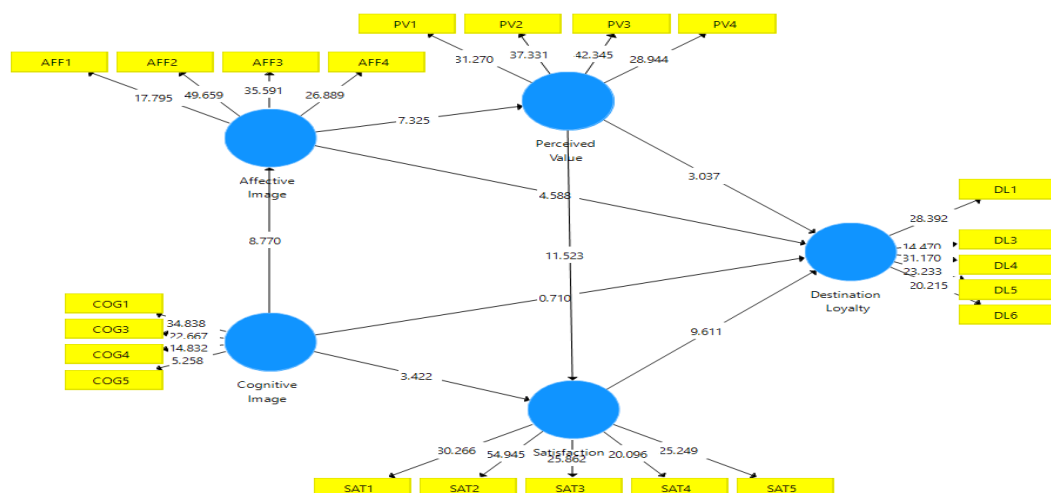 PV1 PV2 PV3 PV4
31.270 37.331 42.345 28.944
AFF1 AFF2 AFF3 AFF4
17.795 49.659 35.591 26.889
7.325
Perceived
Value
Affective
Image
3.037
4.588
8.770
11.523
DL1
DL3
DL4
DL5
DL6
28.392
14.470
31.170
23.233
20.215
Destination
Loyalty
0.710
9.611
COG1
COG3
COG4
COG5
34.838
22.667
14.832
5.258
Cognitive
Image
3.422
Satisfaction
30.266 54.945 25.862 20.096 25.249
SAT1 SAT2 SAT3 SAT4 SAT5